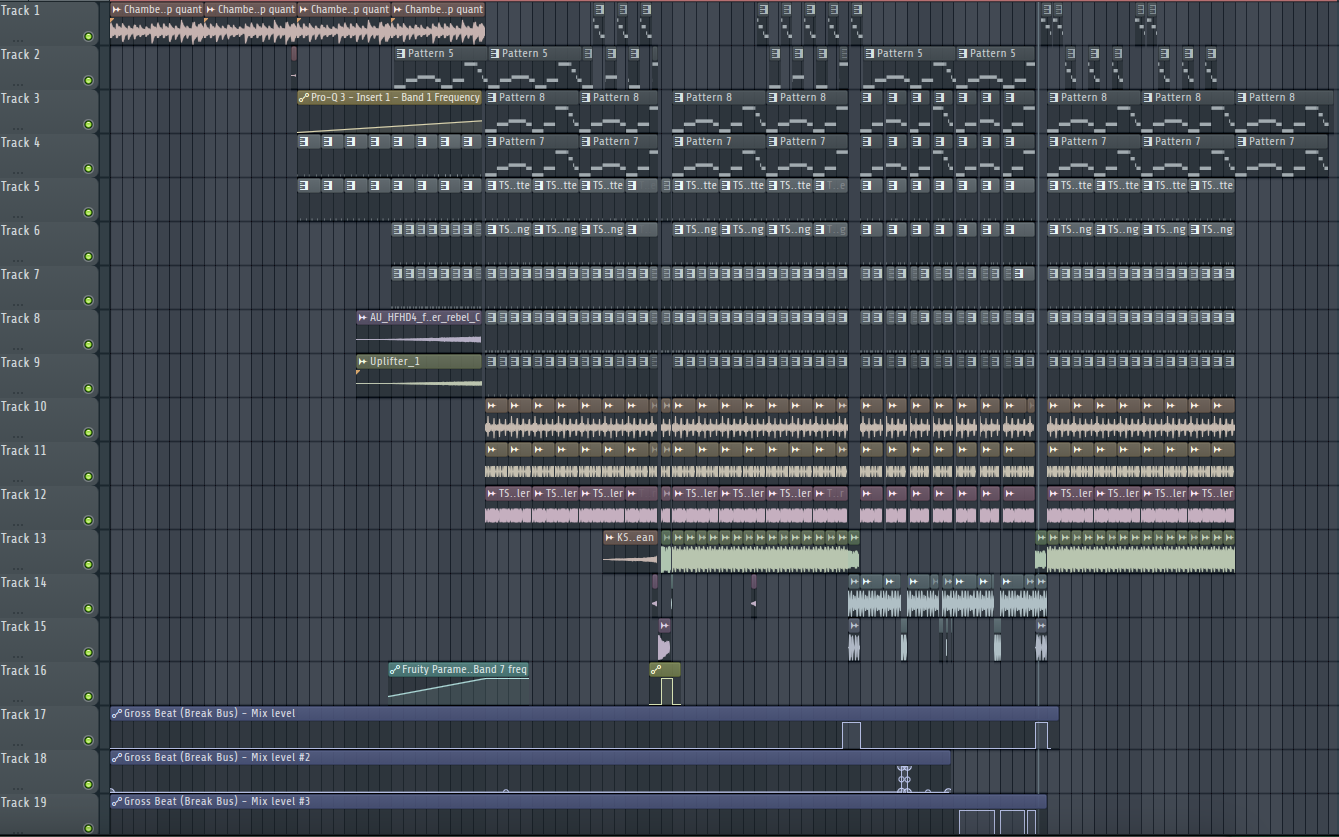 Track 1 Chambe..p quant Chambe..p quant Chambe..p quant Chambe..p quant
Track 2 Pattern 5 Pattern 5 Pattern 5 Pattern 5
Track 3 Pro-Q 3 - Insert 1 - Band 1 Frequency Pattern 8 Pattern 8 Pattern 8 Pattern 8 Pattern 8 Pattern 8 Pattern 8
Track 4 Pattern 7 Pattern 7 Pattern 7 Pattern 7 Pattern 7 Pattern 7 Pattern 7
Track 5 TS..tte TS..tte TS..tte TS..tte TS..tte TS..tte TS..tte TS..tte TS..tte TS..tte
Track 6 TS..ng TS..ng TS..ng TS..ng TS..ng TS..ng TS..ng TS..ng TS..ng TS..ng
Track 7
Track 8 AU_HFHD4_f..er_rebel_C
Track 9 Uplifter_1
Track 10
Track 11
Track 12 TS..ler TS..ler TS..ler TS..ler TS..ler TS..ler TS..ler TS..ler TS..ler TS..ler
Track 13 KS..ean
Track 14
Track 15
Track 16 Fruity Parame..Band 7 freq
Track 17 Gross Beat (Break Bus) - Mix level
Track 18 Gross Beat (Break Bus) - Mix level #2
Track 19 Gross Beat (Break Bus) - Mix level #3